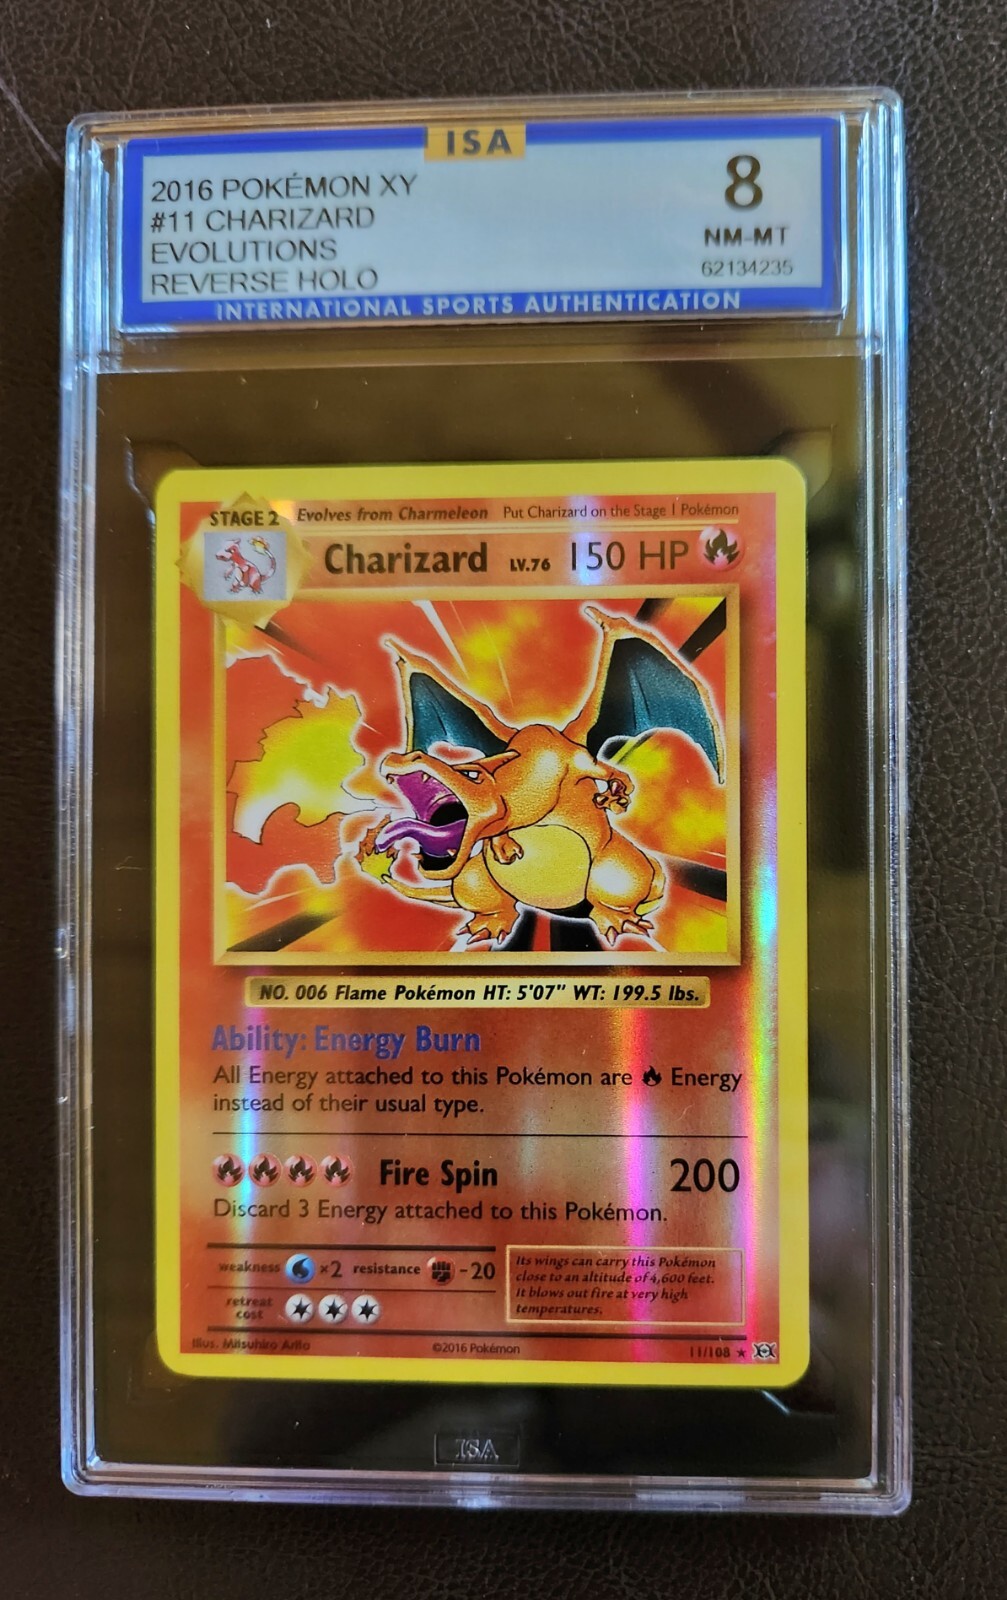 ISA
2016 POKÉMON XY
#11 CHARIZARD
EVOLUTIONS
REVERSE HOLO
8
NM-MT
62134235
INTERNATIONAL SPORTS AUTHENTICATION
STAGE 2 Evolves from Charmeleon Put Charizard on the Stage 1 Pokémon
Charizard LV.76 150 HP
NO. 006 Flame Pokémon HT: 5'07" WT: 199.5 lbs.
Ability: Energy Burn
All Energy attached to this Pokémon are Energy
instead of their usual type.
Fire Spin 200
Discard 3 Energy attached to this Pokémon.
weakness ×2 resistance -20
retreat
cost
Its wings can carry this Pokémon
close to an altitude of 4,600 feet.
It blows out fire at very high
temperatures.
Illus. Mitsuhiro Arita ©2016 Pokémon 11/108 ★
ISA